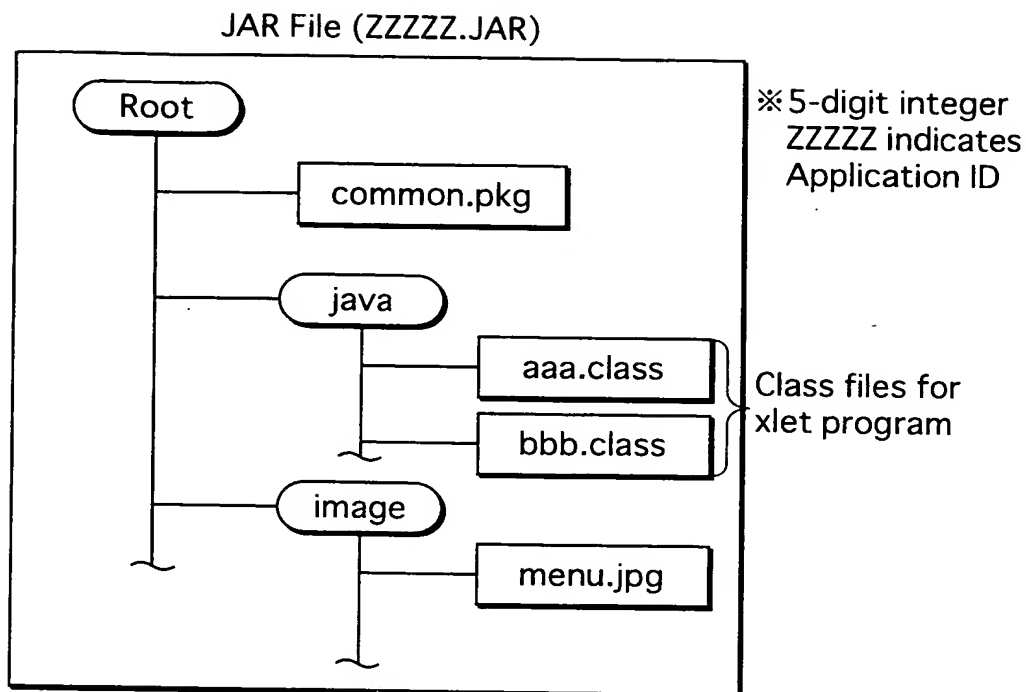 JAR File (ZZZZZ.JAR)
Root
※5-digit integer
ZZZZZ indicates
Application ID
common.pkg
java
aaa.class
bbb.class
Class files for
xlet program
image
menu.jpg